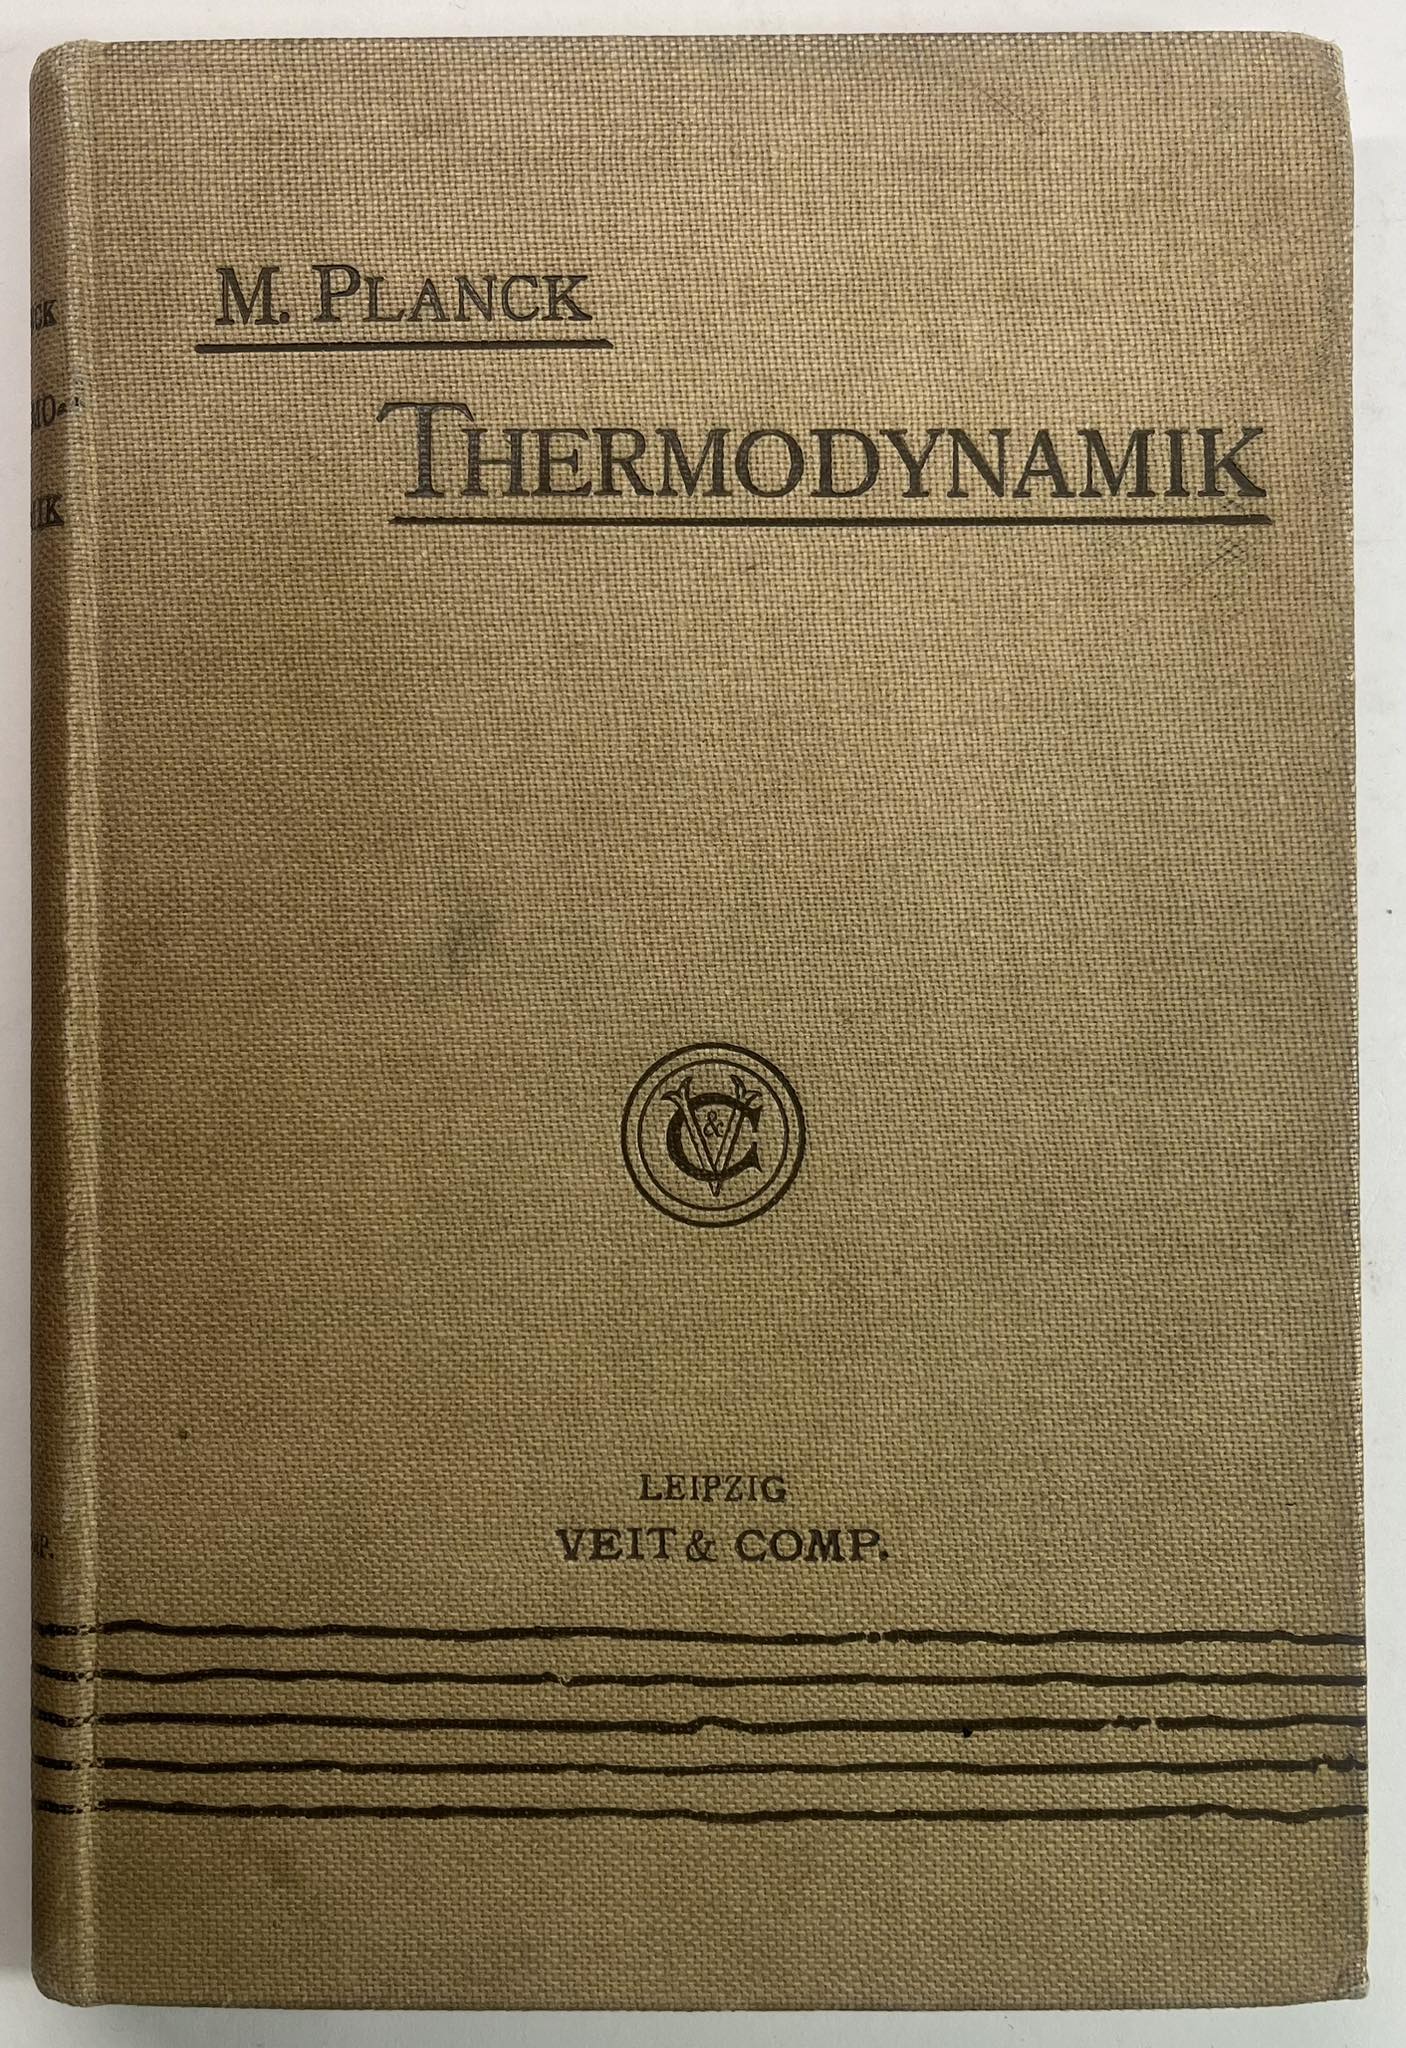 M. PLANCK
THERMODYNAMIK
V & C
LEIPZIG
VEIT & COMP.